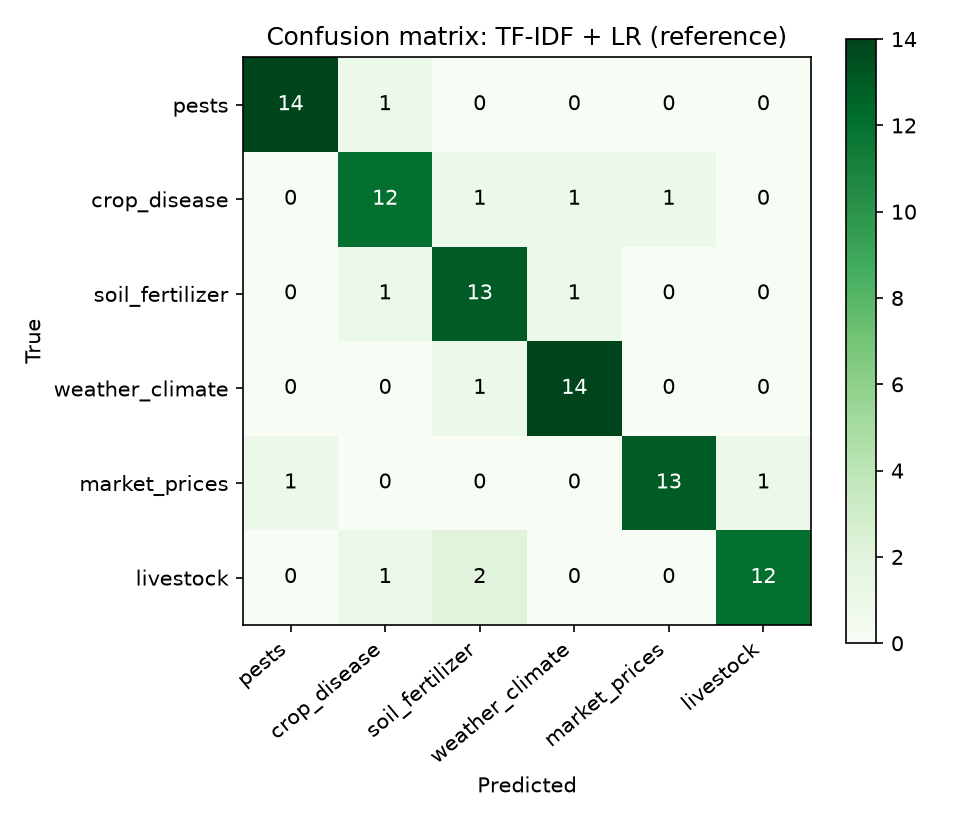 Confusion matrix: TF-IDF + LR (reference)
True
pests 14 1 0 0 0 0
crop_disease 0 12 1 1 1 0
soil_fertilizer 0 1 13 1 0 0
weather_climate 0 0 1 14 0 0
market_prices 1 0 0 0 13 1
livestock 0 1 2 0 0 12
pests
crop_disease
soil_fertilizer
weather_climate
market_prices
livestock
Predicted
14
12
10
8
6
4
2
0